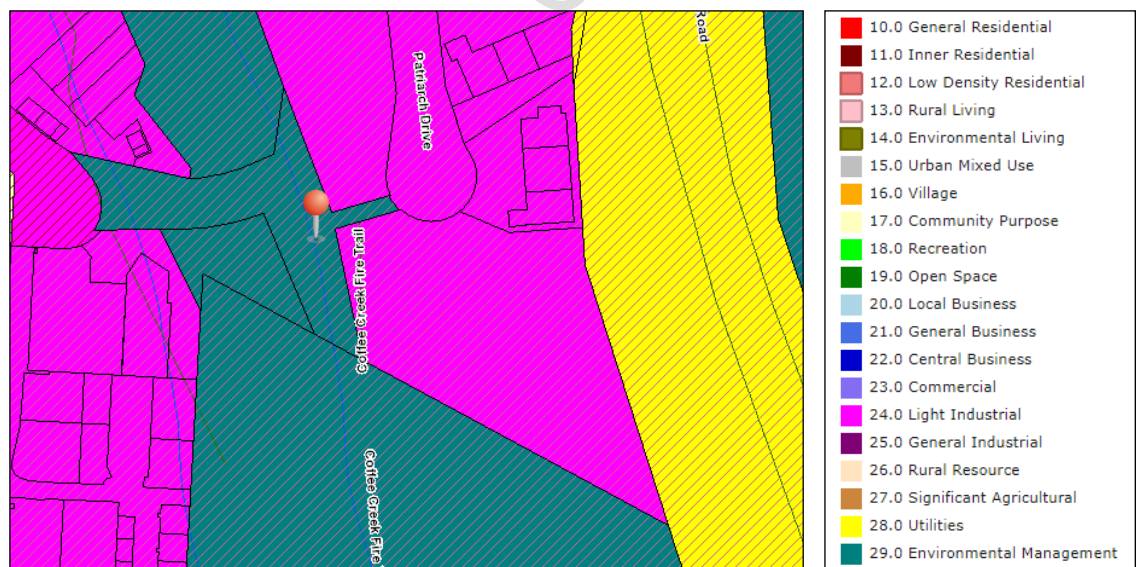 Road
Patriarch Drive
Coffee Creek Fire Trail
Coffee Creek Fire
10.0 General Residential
11.0 Inner Residential
12.0 Low Density Residential
13.0 Rural Living
14.0 Environmental Living
15.0 Urban Mixed Use
16.0 Village
17.0 Community Purpose
18.0 Recreation
19.0 Open Space
20.0 Local Business
21.0 General Business
22.0 Central Business
23.0 Commercial
24.0 Light Industrial
25.0 General Industrial
26.0 Rural Resource
27.0 Significant Agricultural
28.0 Utilities
29.0 Environmental Management